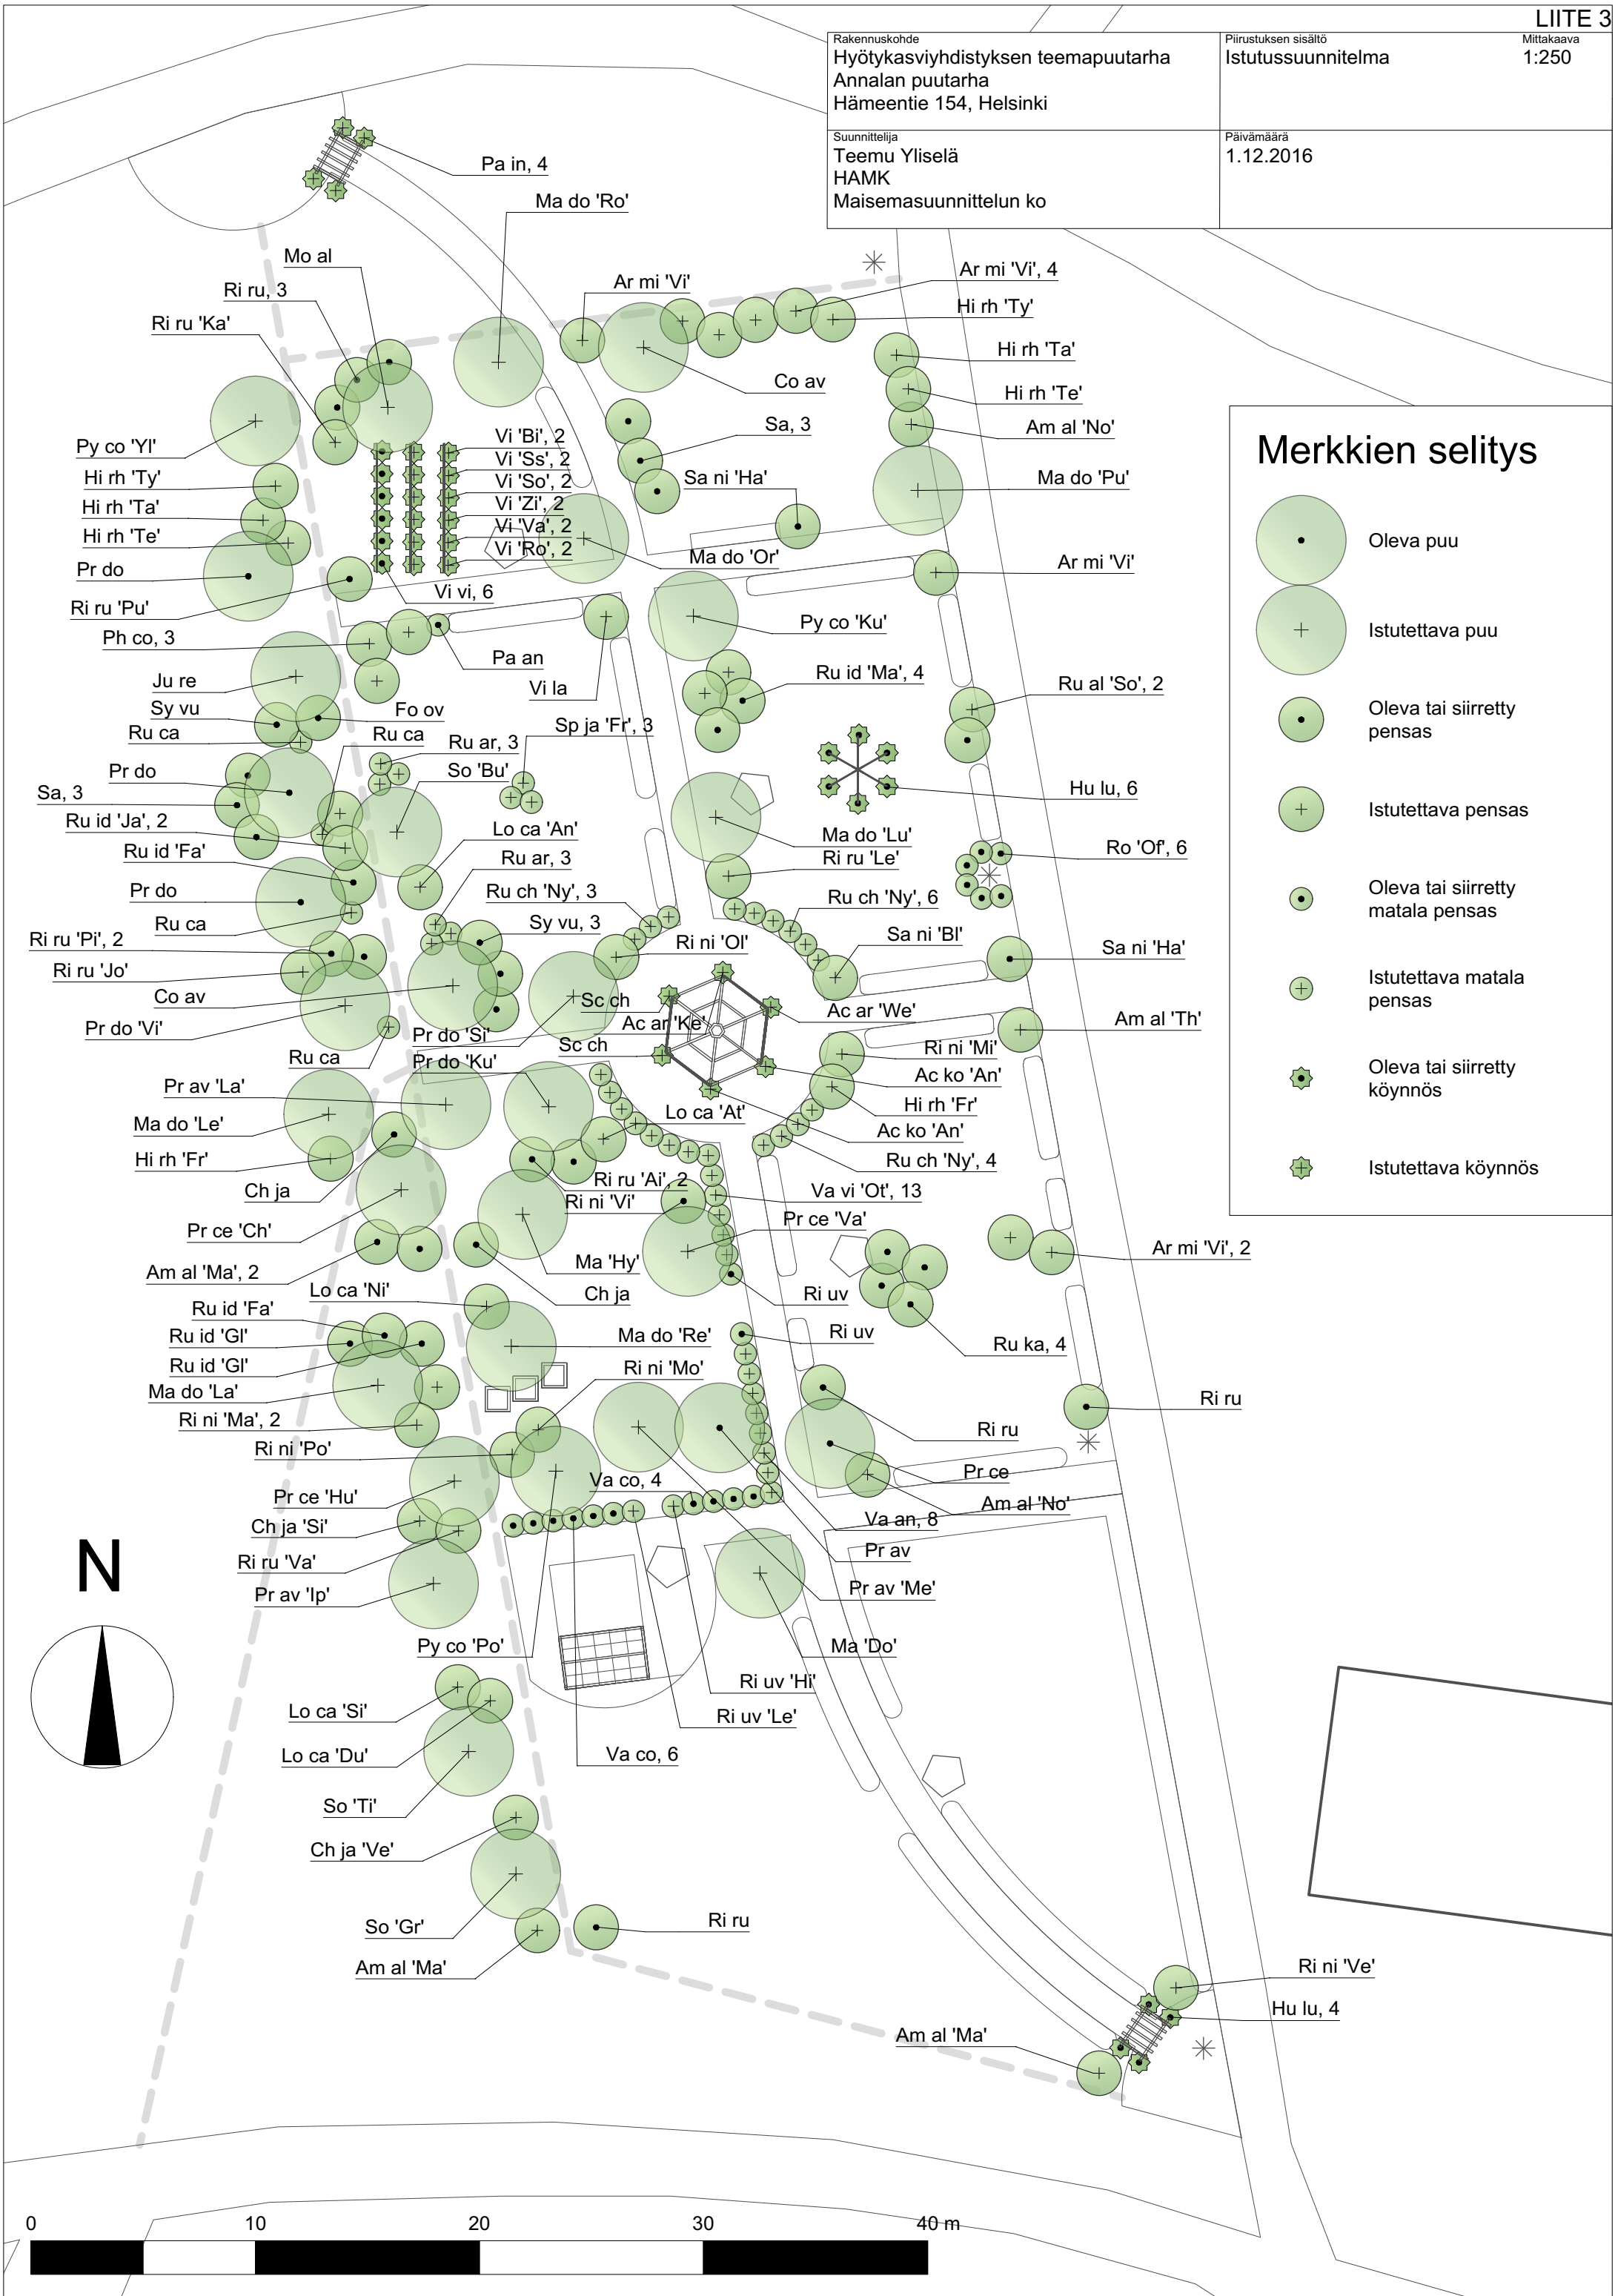 LIITE 3
Rakennuskohde
Hyötykasviyhdistyksen teemapuutarha
Annalan puutarha
Hämeentie 154, Helsinki
Piirustuksen sisältö
Istutussuunnitelma
Mittakaava
1:250
Suunnittelija
Teemu Yliselä
HAMK
Maisemasuunnittelun ko
Päivämäärä
1.12.2016
Pa in, 4
Ma do 'Ro'
Mo al
Ri ru, 3
Ri ru 'Ka'
Ar mi 'Vi'
Ar mi 'Vi', 4
Hi rh 'Ty'
Hi rh 'Ta'
Co av
Hi rh 'Te'
Sa, 3
Am al 'No'
Py co 'Yl'
Hi rh 'Ty'
Hi rh 'Ta'
Hi rh 'Te'
Pr do
Ri ru 'Pu'
Vi 'Bi', 2
Vi 'Ss', 2
Vi 'So', 2
Vi 'Zi', 2
Vi 'Va', 2
Vi 'Ro', 2
Sa ni 'Ha'
Ma do 'Pu'
Ma do 'Or'
Ar mi 'Vi'
Vi vi, 6
Ph co, 3
Pa an
Vi la
Py co 'Ku'
Ju re
Sy vu
Fo ov
Ru ca
Ru ca
Ru id 'Ma', 4
Ru al 'So', 2
Sp ja 'Fr', 3
Ru ar, 3
Pr do
So 'Bu'
Sa, 3
Hu lu, 6
Ru id 'Ja', 2
Lo ca 'An'
Ma do 'Lu'
Ru id 'Fa'
Ru ar, 3
Ri ru 'Le'
Ro 'Of', 6
Pr do
Ru ch 'Ny', 3
Ru ch 'Ny', 6
Ru ca
Sy vu, 3
Ri ru 'Pi', 2
Ri ni 'Ol'
Sa ni 'Bl'
Sa ni 'Ha'
Ri ru 'Jo'
Co av
Sc ch
Ac ar 'We'
Pr do 'Vi'
Ac ar 'Ke'
Am al 'Th'
Pr do 'Si'
Sc ch
Ru ca
Pr do 'Ku'
Ri ni 'Mi'
Pr av 'La'
Ac ko 'An'
Ma do 'Le'
Lo ca 'At'
Hi rh 'Fr'
Ac ko 'An'
Hi rh 'Fr'
Ru ch 'Ny', 4
Ch ja
Ri ru 'Ai', 2
Va vi 'Ot', 13
Ri ni 'Vi'
Pr ce 'Ch'
Pr ce 'Va'
Am al 'Ma', 2
Ma 'Hy'
Ar mi 'Vi', 2
Lo ca 'Ni'
Ch ja
Ri uv
Ru id 'Fa'
Ru id 'Gl'
Ma do 'Re'
Ri uv
Ru ka, 4
Ru id 'Gl'
Ri ni 'Mo'
Ma do 'La'
Ri ru
Ri ni 'Ma', 2
Ri ru
Ri ni 'Po'
Pr ce
Va co, 4
Pr ce 'Hu'
Am al 'No'
Ch ja 'Si'
Va an, 8
Ri ru 'Va'
Pr av
Pr av 'Ip'
Pr av 'Me'
Py co 'Po'
Ma 'Do'
Ri uv 'Hi'
Lo ca 'Si'
Ri uv 'Le'
Lo ca 'Du'
Va co, 6
So 'Ti'
Ch ja 'Ve'
So 'Gr'
Ri ru
Am al 'Ma'
Ri ni 'Ve'
Hu lu, 4
Am al 'Ma'
N
Merkkien selitys
Oleva puu
Istutettava puu
Oleva tai siirretty
pensas
Istutettava pensas
Oleva tai siirretty
matala pensas
Istutettava matala
pensas
Oleva tai siirretty
köynnös
Istutettava köynnös
0 10 20 30 40 m